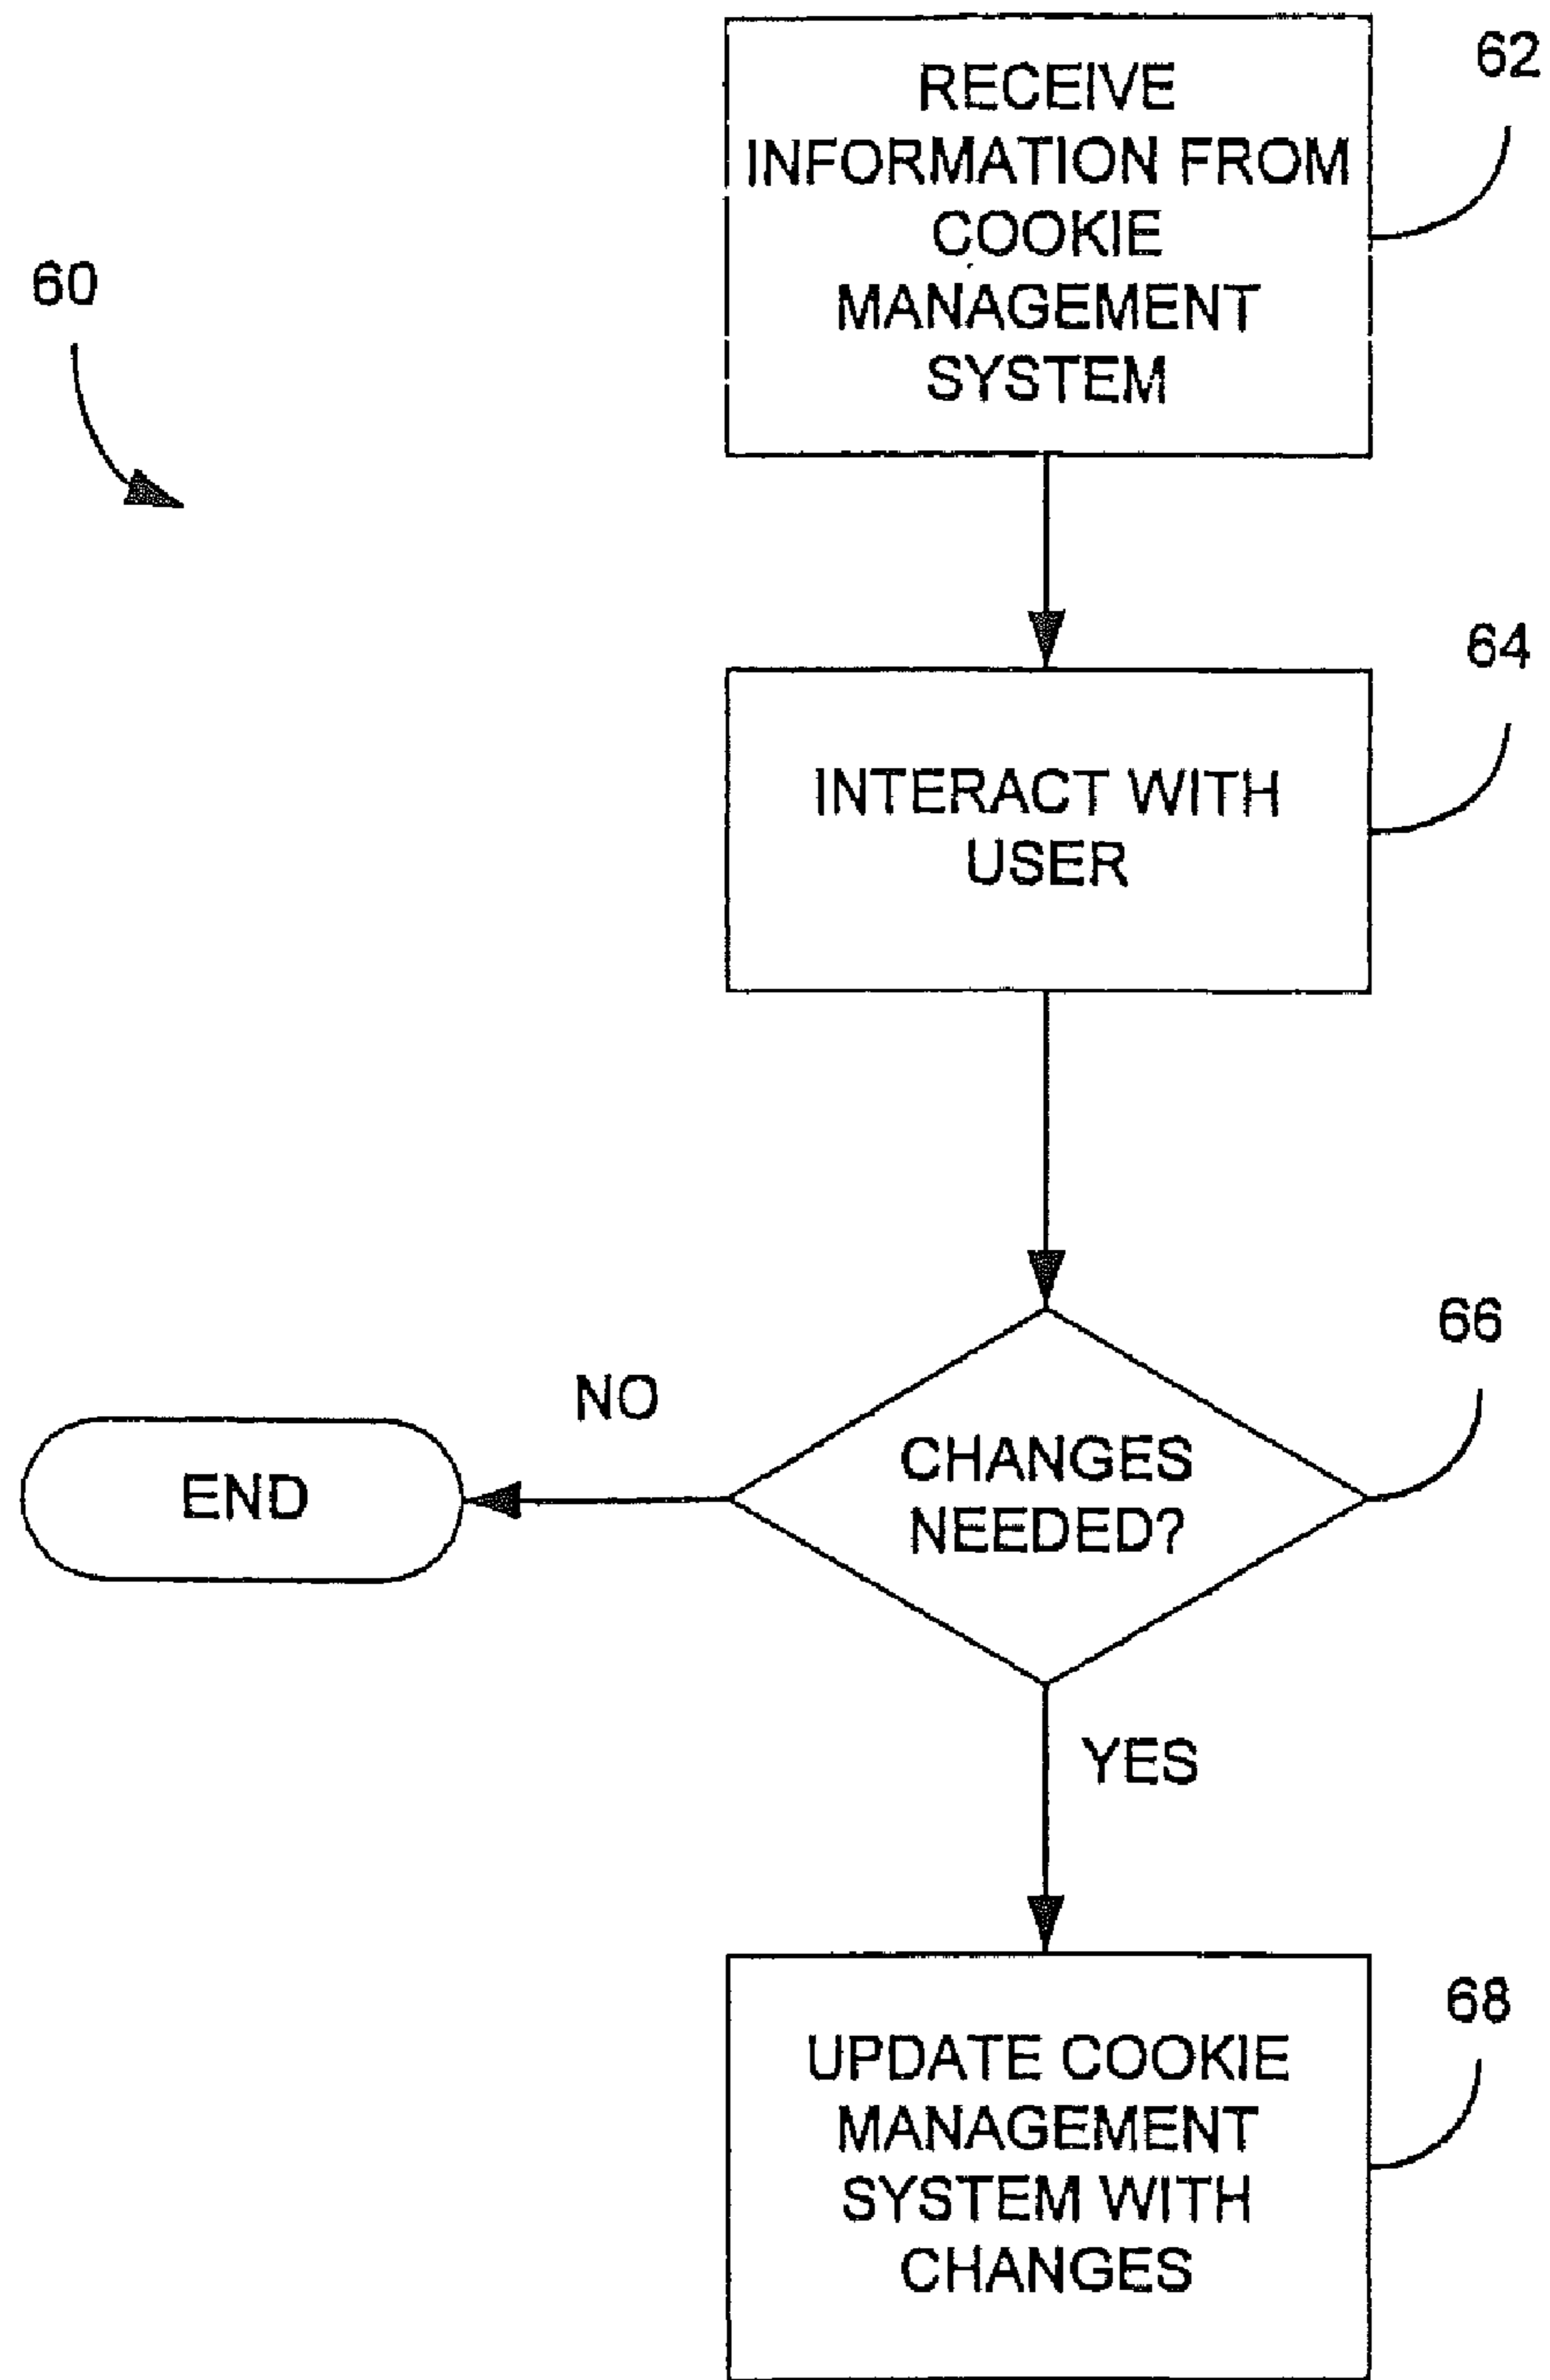 RECEIVE
INFORMATION FROM
COOKIE
MANAGEMENT
SYSTEM
62
60
INTERACT WITH
USER
64
CHANGES
NEEDED?
66
NO
END
YES
UPDATE COOKIE
MANAGEMENT
SYSTEM WITH
CHANGES
68